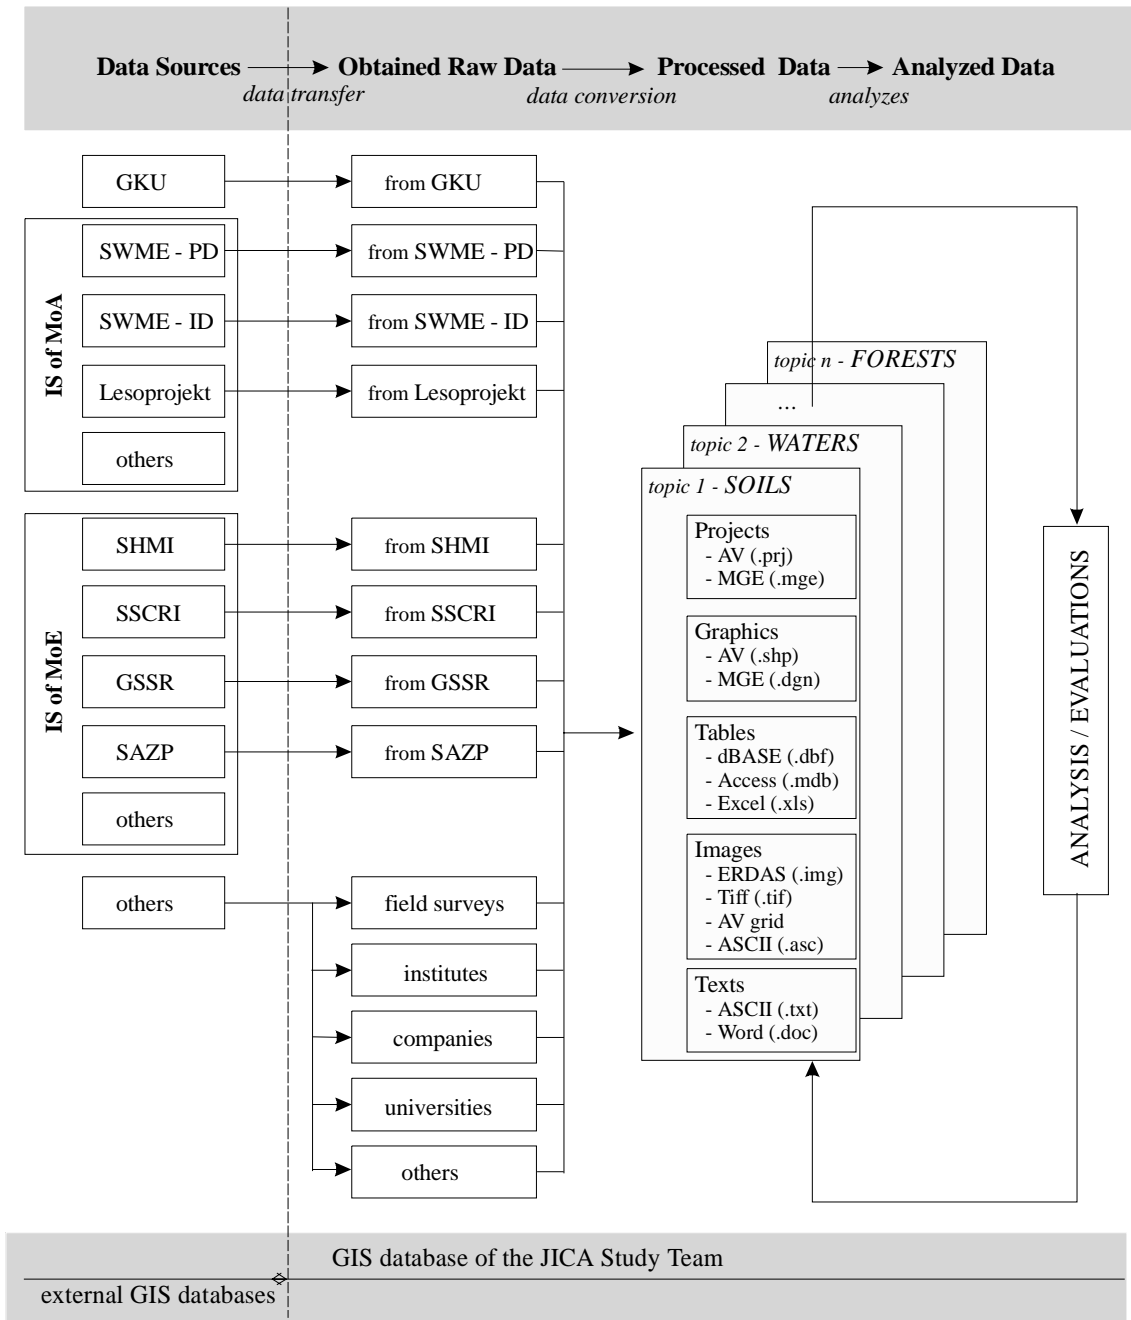 Data Sources
Obtained Raw Data
Processed Data
Analyzed Data
data transfer
data conversion
analyzes
GKU
from GKU
IS of MoA
SWME - PD
from SWME - PD
SWME - ID
from SWME - ID
Lesoprojekt
from Lesoprojekt
others
IS of MoE
SHMI
from SHMI
SSCRI
from SSCRI
GSSR
from GSSR
SAZP
from SAZP
others
others
field surveys
institutes
companies
universities
others
topic n - FORESTS
...
topic 2 - WATERS
topic 1 - SOILS
Projects
- AV (.prj)
- MGE (.mge)
Graphics
- AV (.shp)
- MGE (.dgn)
Tables
- dBASE (.dbf)
- Access (.mdb)
- Excel (.xls)
Images
- ERDAS (.img)
- Tiff (.tif)
- AV grid
- ASCII (.asc)
Texts
- ASCII (.txt)
- Word (.doc)
ANALYSIS / EVALUATIONS
GIS database of the JICA Study Team
external GIS databases